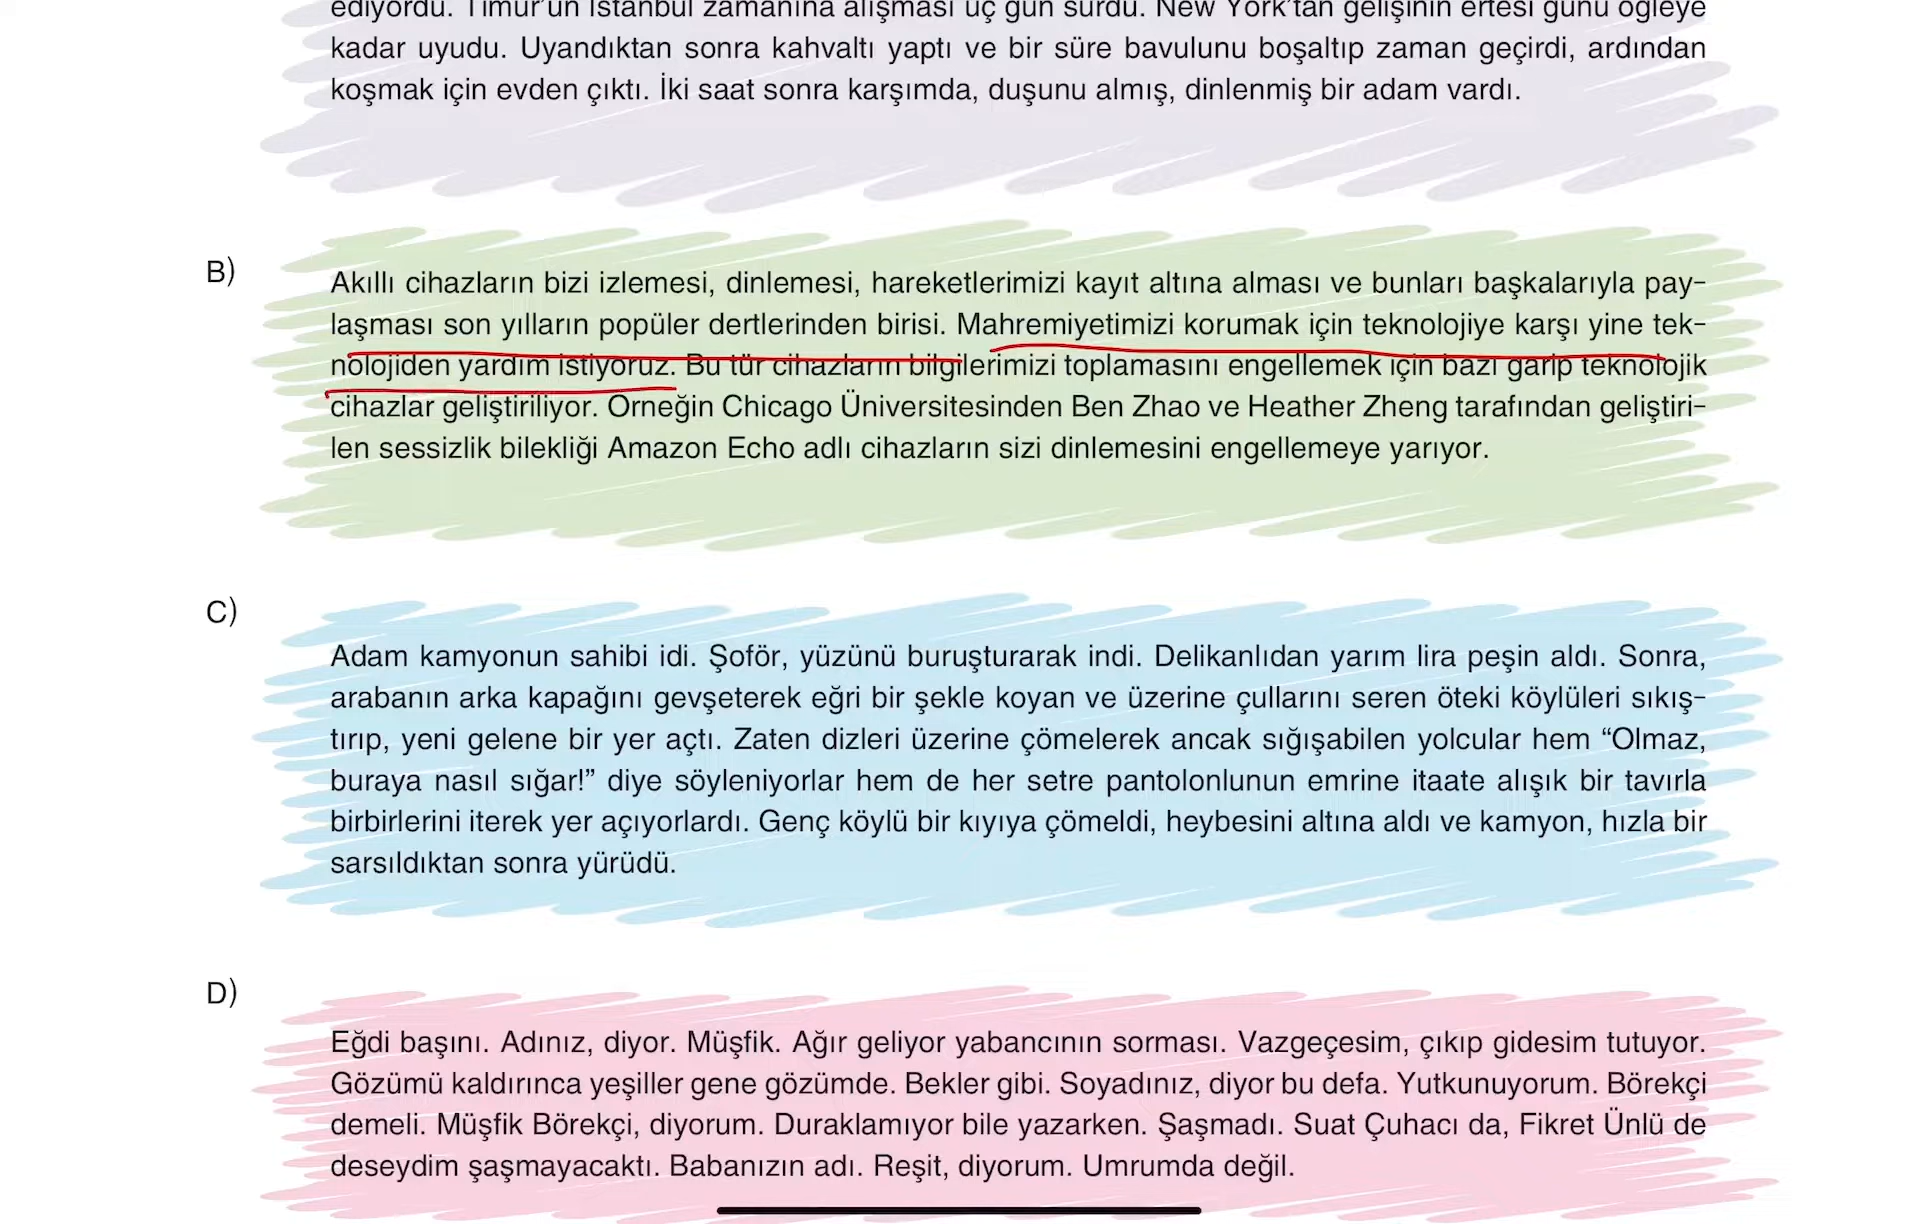 ediyordu. Timur’un İstanbul zamanına alışması üç gün sürdü. New York’tan gelişinin ertesi günü öğleye
kadar uyudu. Uyandıktan sonra kahvaltı yaptı ve bir süre bavulunu boşaltıp zaman geçirdi, ardından
koşmak için evden çıktı. İki saat sonra karşımda, duşunu almış, dinlenmiş bir adam vardı.
B)
Akıllı cihazların bizi izlemesi, dinlemesi, hareketlerimizi kayıt altına alması ve bunları başkalarıyla pay-
laşması son yılların popüler dertlerinden birisi. Mahremiyetimizi korumak için teknolojiye karşı yine tek-
nolojiden yardım istiyoruz. Bu tür cihazların bilgilerimizi toplamasını engellemek için bazı garip teknolojik
cihazlar geliştiriliyor. Örneğin Chicago Üniversitesinden Ben Zhao ve Heather Zheng tarafından geliştiri-
len sessizlik bilekliği Amazon Echo adlı cihazların sizi dinlemesini engellemeye yarıyor.
C)
Adam kamyonun sahibi idi. Şoför, yüzünü buruşturarak indi. Delikanlıdan yarım lira peşin aldı. Sonra,
arabanın arka kapağını gevşeterek eğri bir şekle koyan ve üzerine çullarını seren öteki köylüleri sıkış-
tırıp, yeni gelene bir yer açtı. Zaten dizleri üzerine çömelerek ancak sığışabilen yolcular hem “Olmaz,
buraya nasıl sığar!” diye söyleniyorlar hem de her setre pantolonlunun emrine itaate alışık bir tavırla
birbirlerini iterek yer açıyorlardı. Genç köylü bir kıyıya çömeldi, heybesini altına aldı ve kamyon, hızla bir
sarsıldıktan sonra yürüdü.
D)
Eğdi başını. Adınız, diyor. Müşfik. Ağır geliyor yabancının sorması. Vazgeçesim, çıkıp gidesim tutuyor.
Gözümü kaldırınca yeşiller gene gözümde. Bekler gibi. Soyadınız, diyor bu defa. Yutkunuyorum. Börekçi
demeli. Müşfik Börekçi, diyorum. Duraklamıyor bile yazarken. Şaşmadı. Suat Çuhacı da, Fikret Ünlü de
deseydim şaşmayacaktı. Babanızın adı. Reşit, diyorum. Umrumda değil.